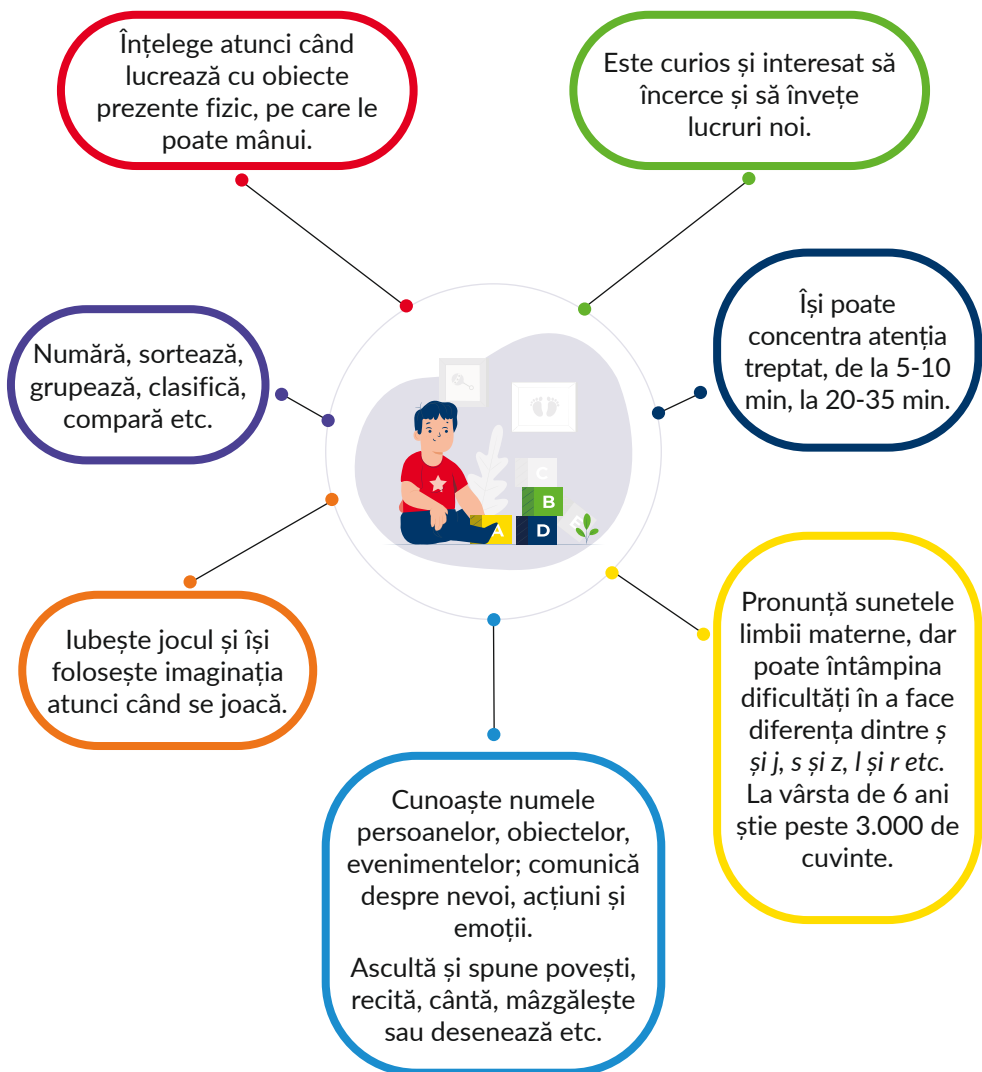 Înțelege atunci când
lucrează cu obiecte
prezente fizic, pe care le
poate mânui.
Este curios și interesat să
încerce și să învețe
lucruri noi.
Numără, sortează,
grupează, clasifică,
compară etc.
Își poate
concentra atenția
treptat, de la 5-10
min, la 20-35 min.
C
B
A
D
E
Iubește jocul și își
folosește imaginația
atunci când se joacă.
Pronunță sunetele
limbii materne, dar
poate întâmpina
dificultăți în a face
diferența dintre ș
și j, s și z, l și r etc.
La vârsta de 6 ani
știe peste 3.000 de
cuvinte.
Cunoaște numele
persoanelor, obiectelor,
evenimentelor; comunică
despre nevoi, acțiuni și
emoții.
Ascultă și spune povești,
recită, cântă, mâzgălește
sau desenează etc.